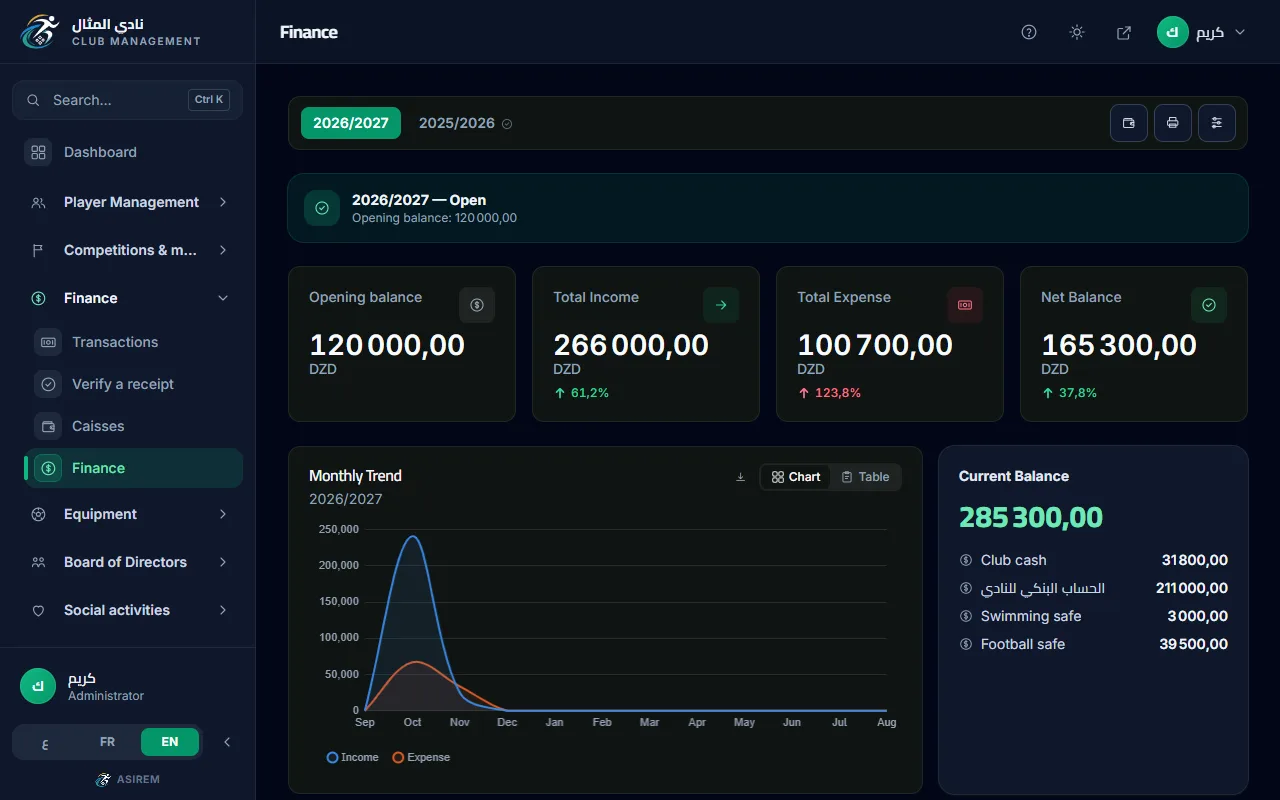 نادي المثال
CLUB MANAGEMENT
Search...
Ctrl K
Dashboard
Player Management
Competitions & m...
Finance
Transactions
Verify a receipt
Caisses
Finance
Equipment
Board of Directors
Social activities
ك
كريم
Administrator
ع
FR
EN
ASIREM
Finance
ك
كريم
2026/2027
2025/2026
2026/2027 — Open
Opening balance: 120 000,00
Opening balance
120 000,00
DZD
Total Income
266 000,00
DZD
61,2%
Total Expense
100 700,00
DZD
123,8%
Net Balance
165 300,00
DZD
37,8%
Monthly Trend
2026/2027
Chart
Table
250,000
200,000
150,000
100,000
50,000
0
Sep Oct Nov Dec Jan Feb Mar Apr May Jun Jul Aug
Income Expense
Current Balance
285 300,00
Club cash 31 800,00
الحساب البنكي للنادي 211 000,00
Swimming safe 3 000,00
Football safe 39 500,00